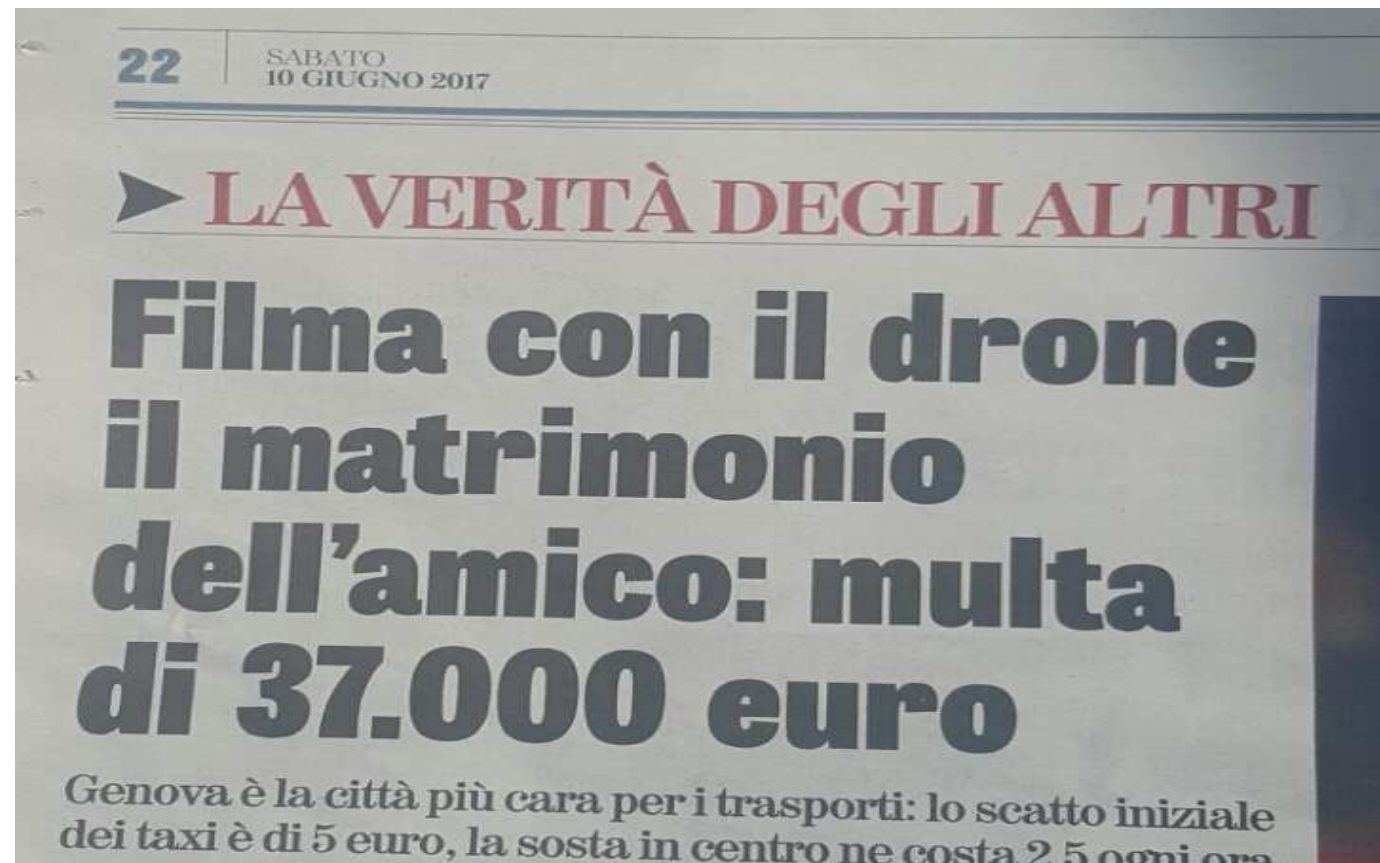 22
SABATO
10 GIUGNO 2017
LA VERITÀ DEGLI ALTRI
Filma con il drone
il matrimonio
dell'amico: multa
di 37.000 euro
Genova è la città più cara per i trasporti: lo scatto iniziale
dei taxi è di 5 euro, la sosta in centro ne costa 2,5 ogni ora